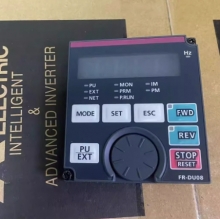 ELECTRIC
INTELLIGENT
&
ADVANCED INVERTER
Hz
PU MON IM
EXT PRM PM
NET P.RUN
MODE SET ESC FWD
REV
PU
EXT
STOP
RESET
FR-DU08